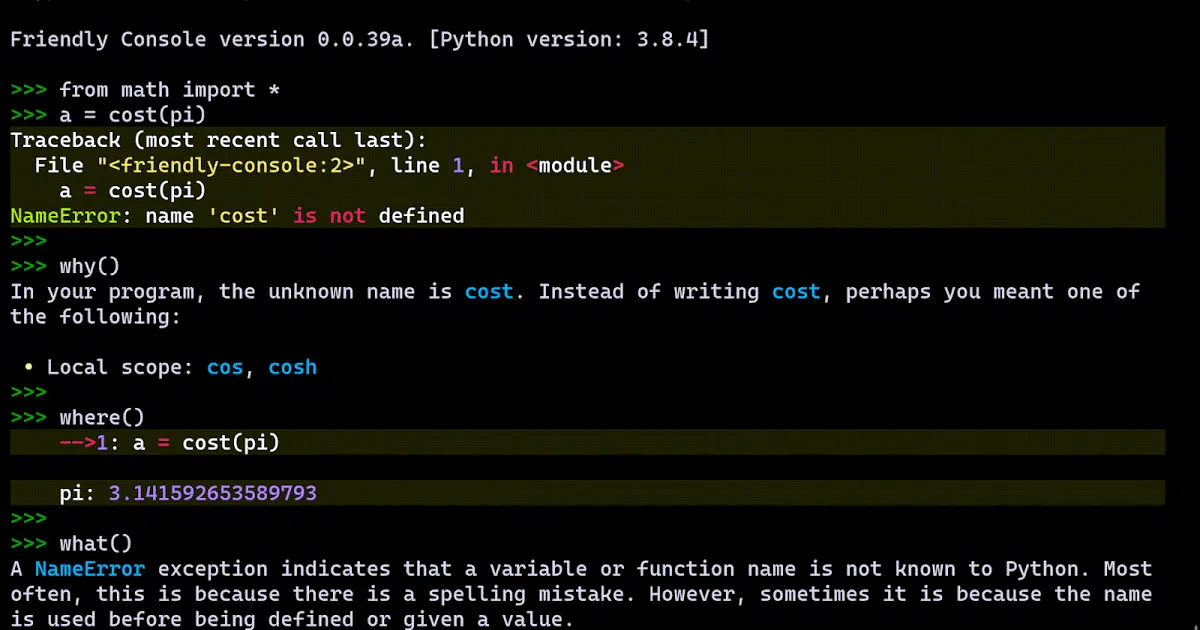 Friendly Console version 0.0.39a. [Python version: 3.8.4]
>>> from math import *
>>> a = cost(pi)
Traceback (most recent call last):
  File "<friendly-console:2>", line 1, in <module>
    a = cost(pi)
NameError: name 'cost' is not defined
>>>
>>> why()
In your program, the unknown name is cost. Instead of writing cost, perhaps you meant one of
the following:
 • Local scope: cos, cosh
>>>
>>> where()
    -->1: a = cost(pi)
    pi: 3.141592653589793
>>>
>>> what()
A NameError exception indicates that a variable or function name is not known to Python. Most
often, this is because there is a spelling mistake. However, sometimes it is because the name
is used before being defined or given a value.